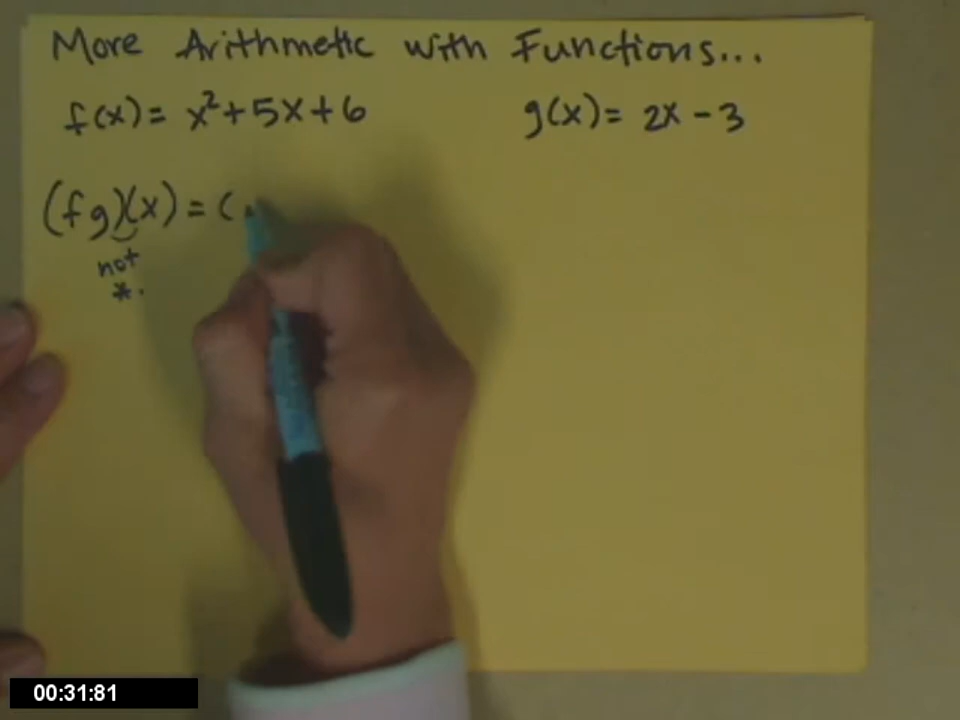 More Arithmetic with Functions...
f(x) = x²+5x+6 g(x) = 2x - 3
(fg)(x) = (
not
*.
00:31:81